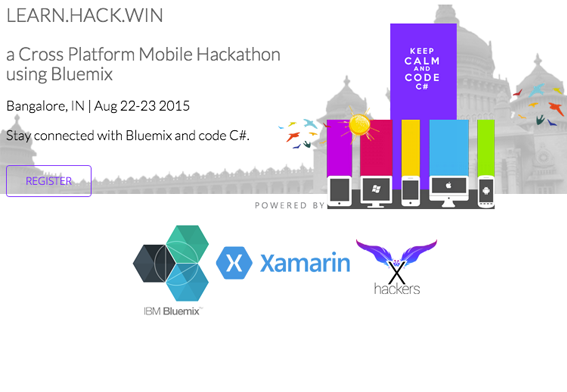 LEARN.HACK.WIN
a Cross Platform Mobile Hackathon
using Bluemix
Bangalore, IN | Aug 22-23 2015
Stay connected with Bluemix and code C#.
REGISTER
KEEP
CALM
AND
CODE
C#
POWERED BY
IBM Bluemix™
Xamarin
X
hackers